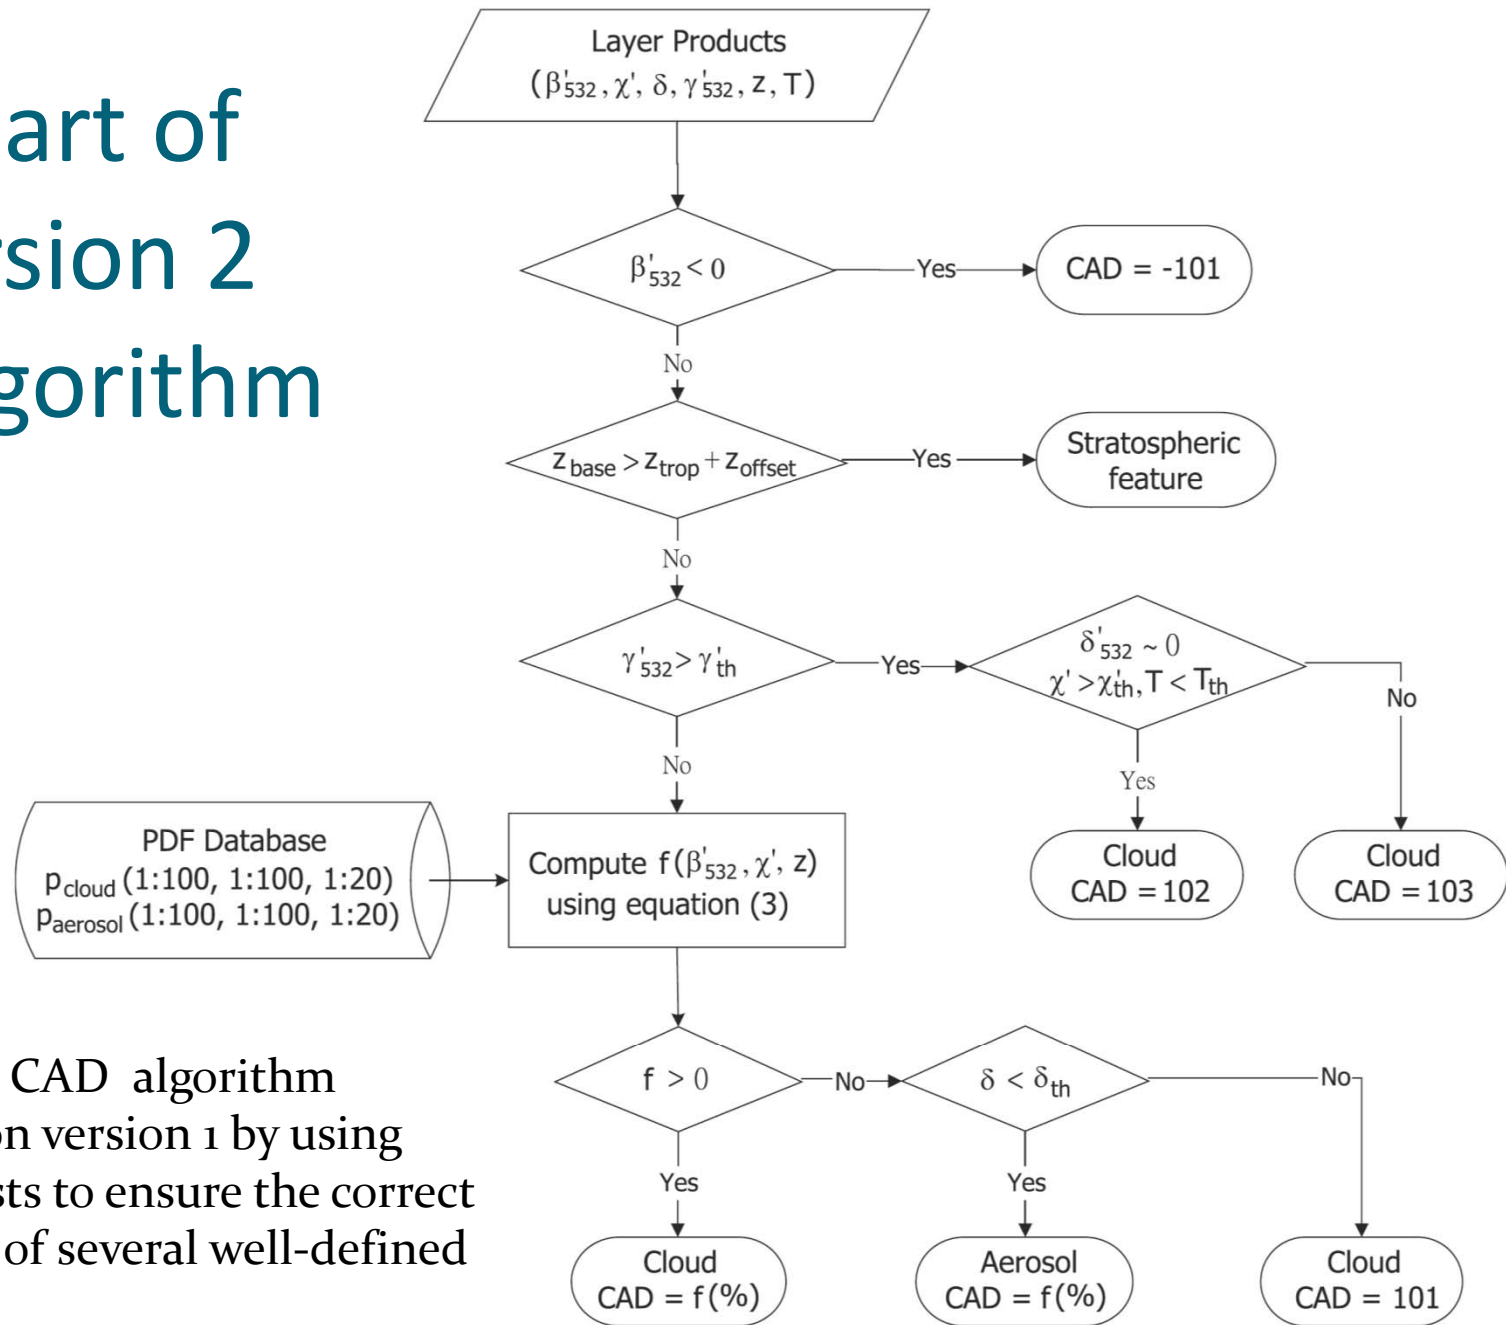 art of
rsion 2
gorithm
Layer Products
(β'532, χ', δ, γ'532, z, T)
β'532 < 0
Yes
CAD = -101
No
zbase > ztrop + zoffset
Yes
Stratospheric
feature
No
γ'532 > γ'th
Yes
δ'532 ~ 0
χ' > χ'th, T < Tth
No
No
Yes
PDF Database
pcloud (1:100, 1:100, 1:20)
paerosol (1:100, 1:100, 1:20)
Compute f(β'532, χ', z)
using equation (3)
Cloud
CAD = 102
Cloud
CAD = 103
CAD algorithm
on version 1 by using
sts to ensure the correct
of several well-defined
f > 0
No
δ < δth
No
Yes
Yes
Cloud
CAD = f(%)
Aerosol
CAD = f(%)
Cloud
CAD = 101